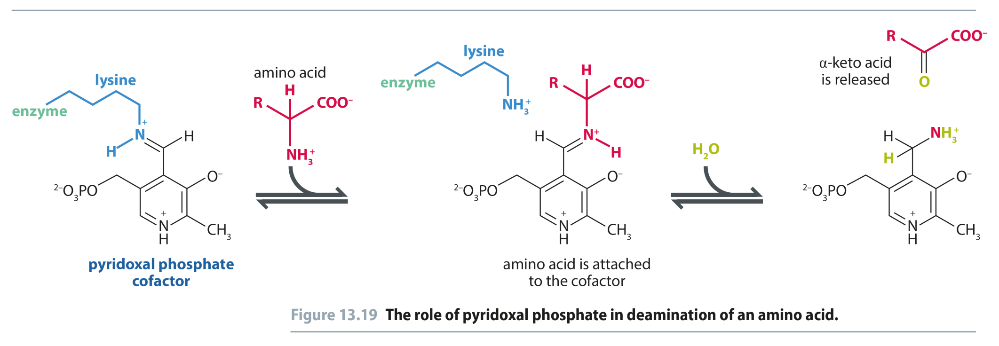 lysine
enzyme
N⁺
H
H
²⁻O₃PO
O⁻
N⁺
H
CH₃
pyridoxal phosphate
cofactor
amino acid
H
R
COO⁻
NH₃⁺
lysine
enzyme
NH₃⁺
H
R
COO⁻
H
N⁺
H
²⁻O₃PO
O⁻
N⁺
H
CH₃
amino acid is attached
to the cofactor
H₂O
R
COO⁻
α-keto acid
is released
O
H
NH₃⁺
H
²⁻O₃PO
O⁻
N⁺
H
CH₃
Figure 13.19 The role of pyridoxal phosphate in deamination of an amino acid.